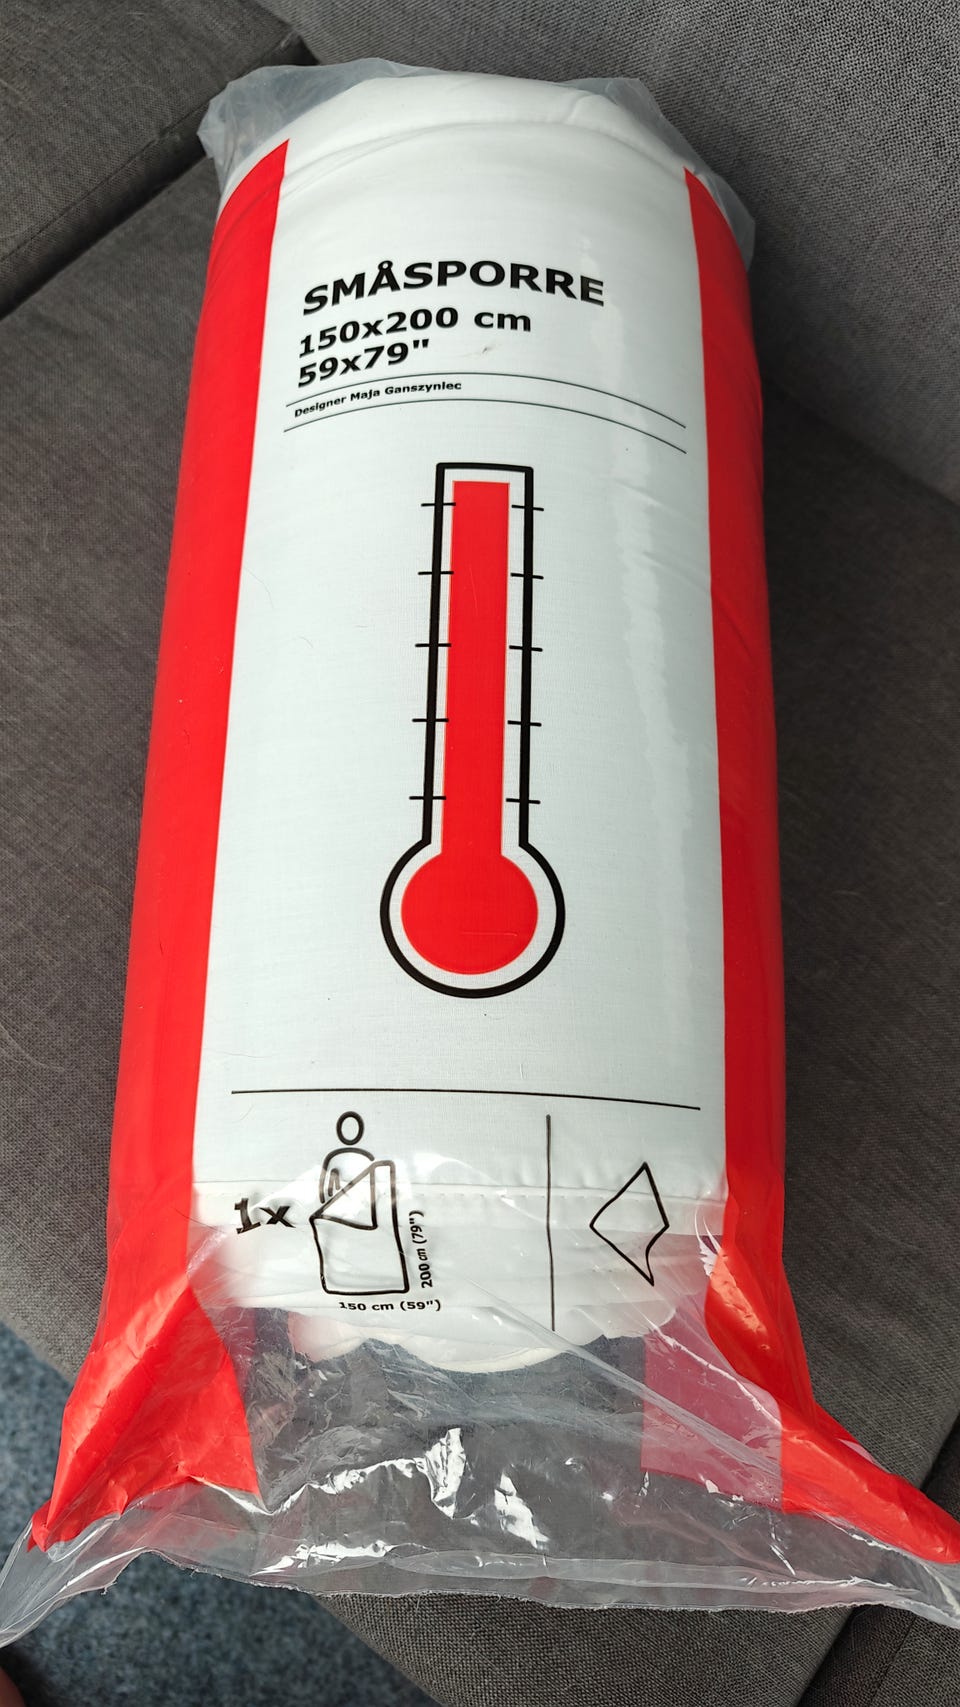 SMÅSPORRE
150x200 cm
59x79"
Designer Maja Ganszyniec
1x
200 cm (79")
150 cm (59")